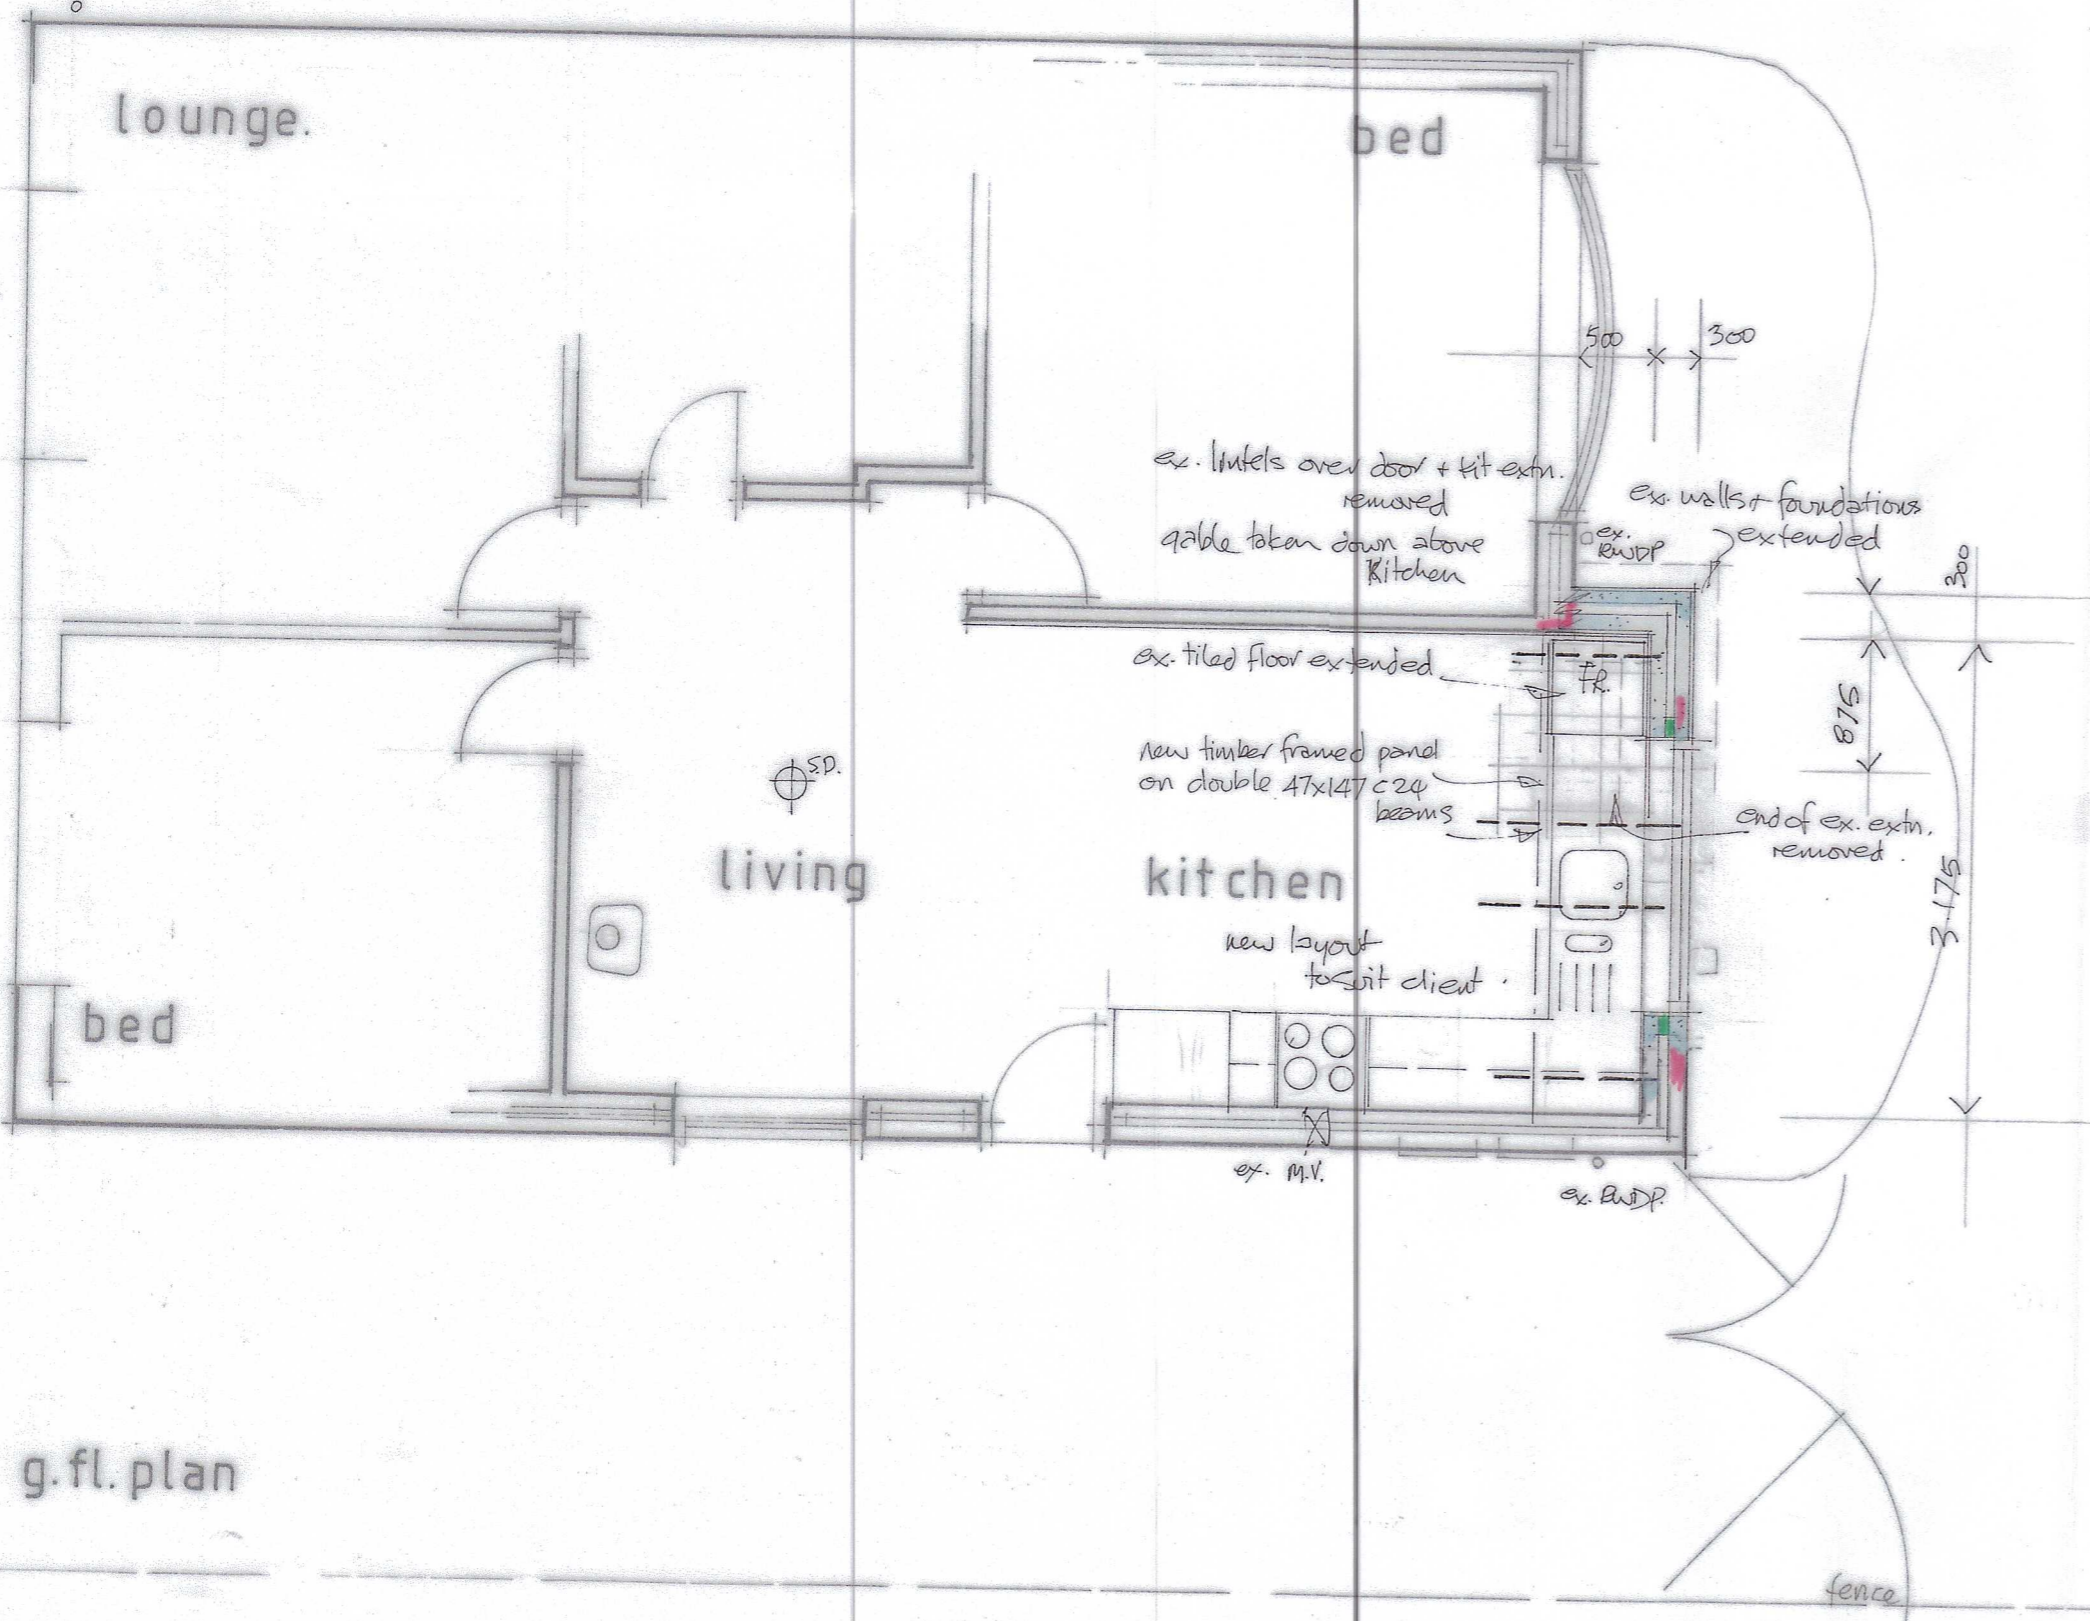 lounge.
bed
500
300
ex. lintels over door + kit extn.
removed
gable taken down above
Kitchen
ex. walls + foundations
extended
ex.
RWDP
300
ex. tiled floor extended
FR.
875
new timber framed panel
on double 47x147 c24
beams
S.D.
end of ex. extn.
removed.
living
kitchen
3.175
new layout
to suit client.
bed
ex. M.V.
ex. RWDP.
g.fl.plan
fence